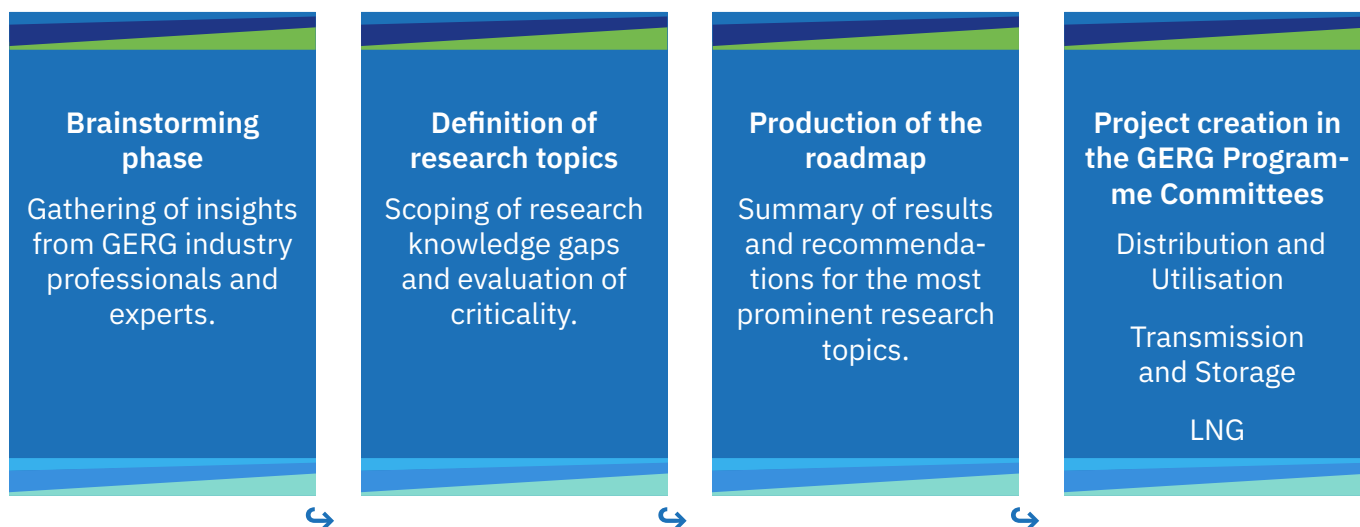 Brainstorming
phase
Gathering of insights
from GERG industry
professionals and
experts.
Definition of
research topics
Scoping of research
knowledge gaps
and evaluation of
criticality.
Production of the
roadmap
Summary of results
and recommenda-
tions for the most
prominent research
topics.
Project creation in
the GERG Program-
me Committees
Distribution and
Utilisation
Transmission
and Storage
LNG